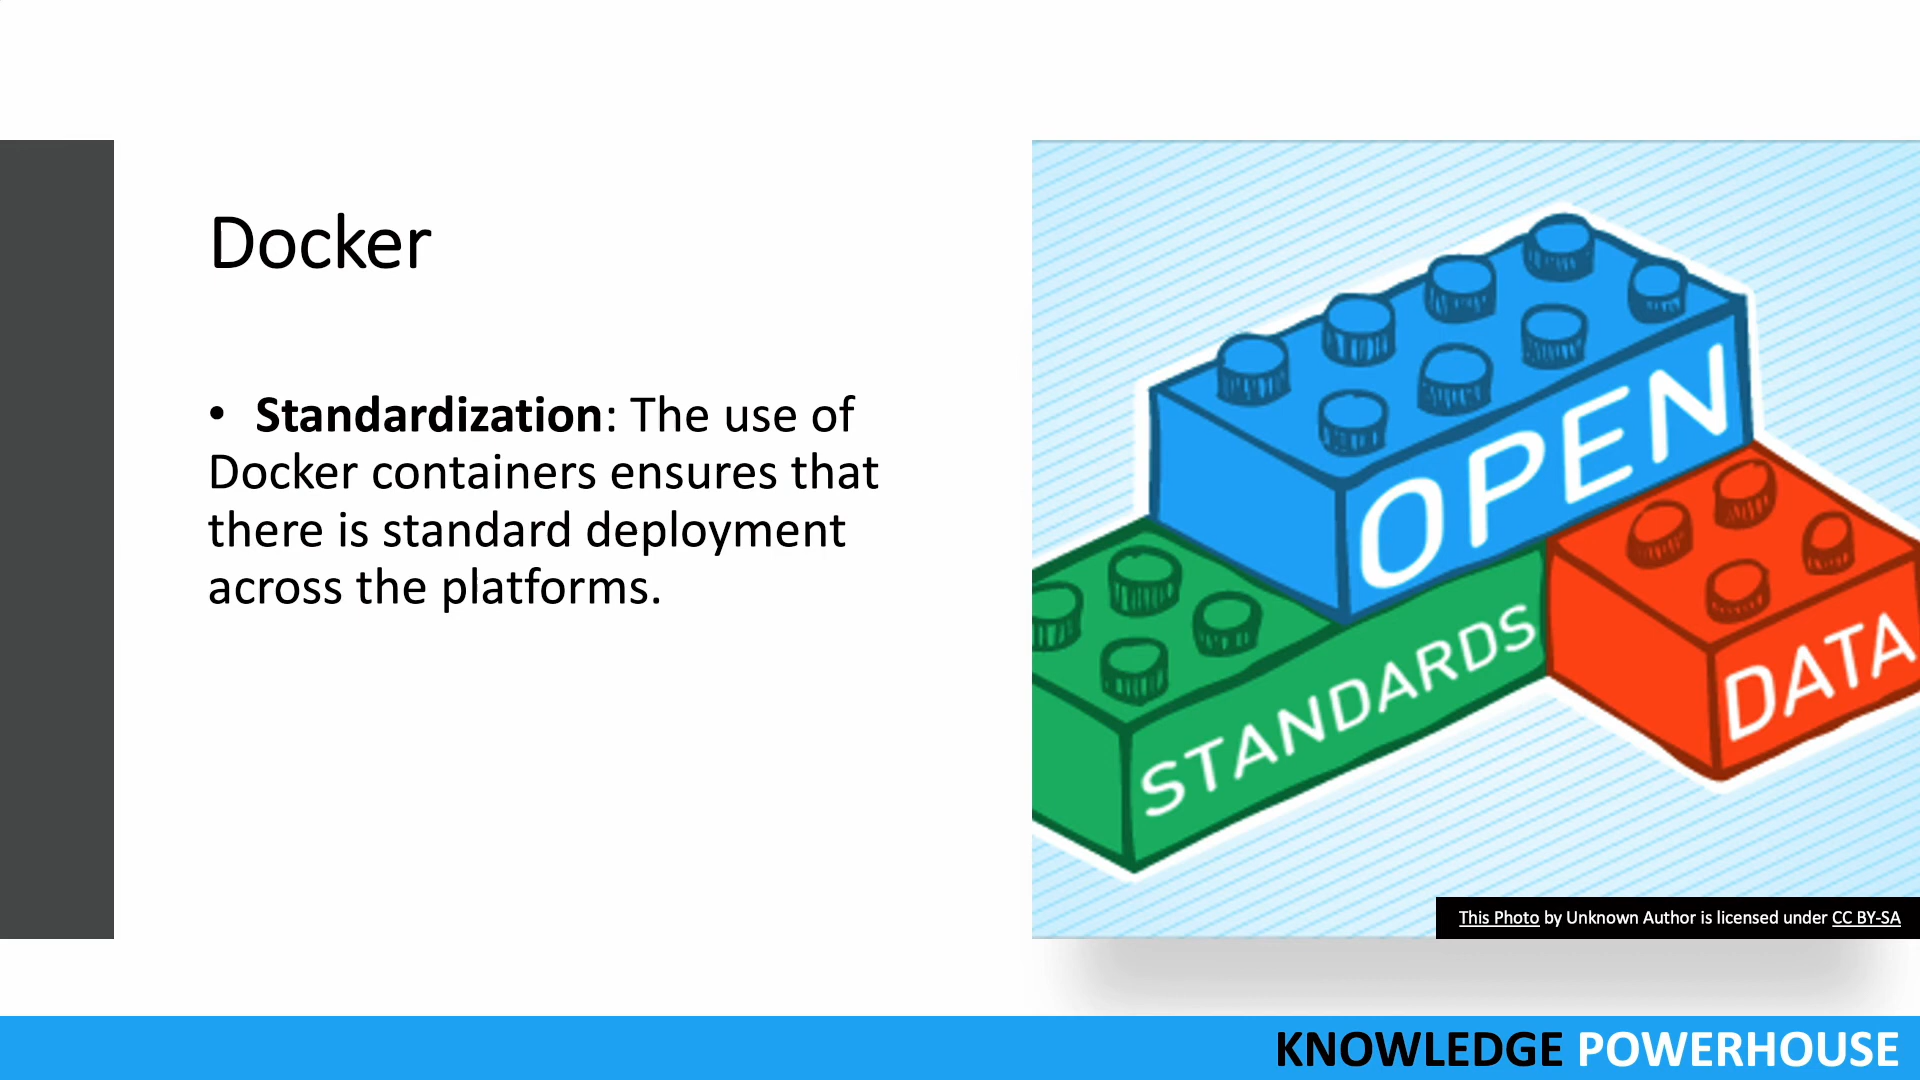 Docker
• Standardization: The use of
Docker containers ensures that
there is standard deployment
across the platforms.
OPEN
STANDARDS
DATA
This Photo by Unknown Author is licensed under CC BY-SA
KNOWLEDGE POWERHOUSE